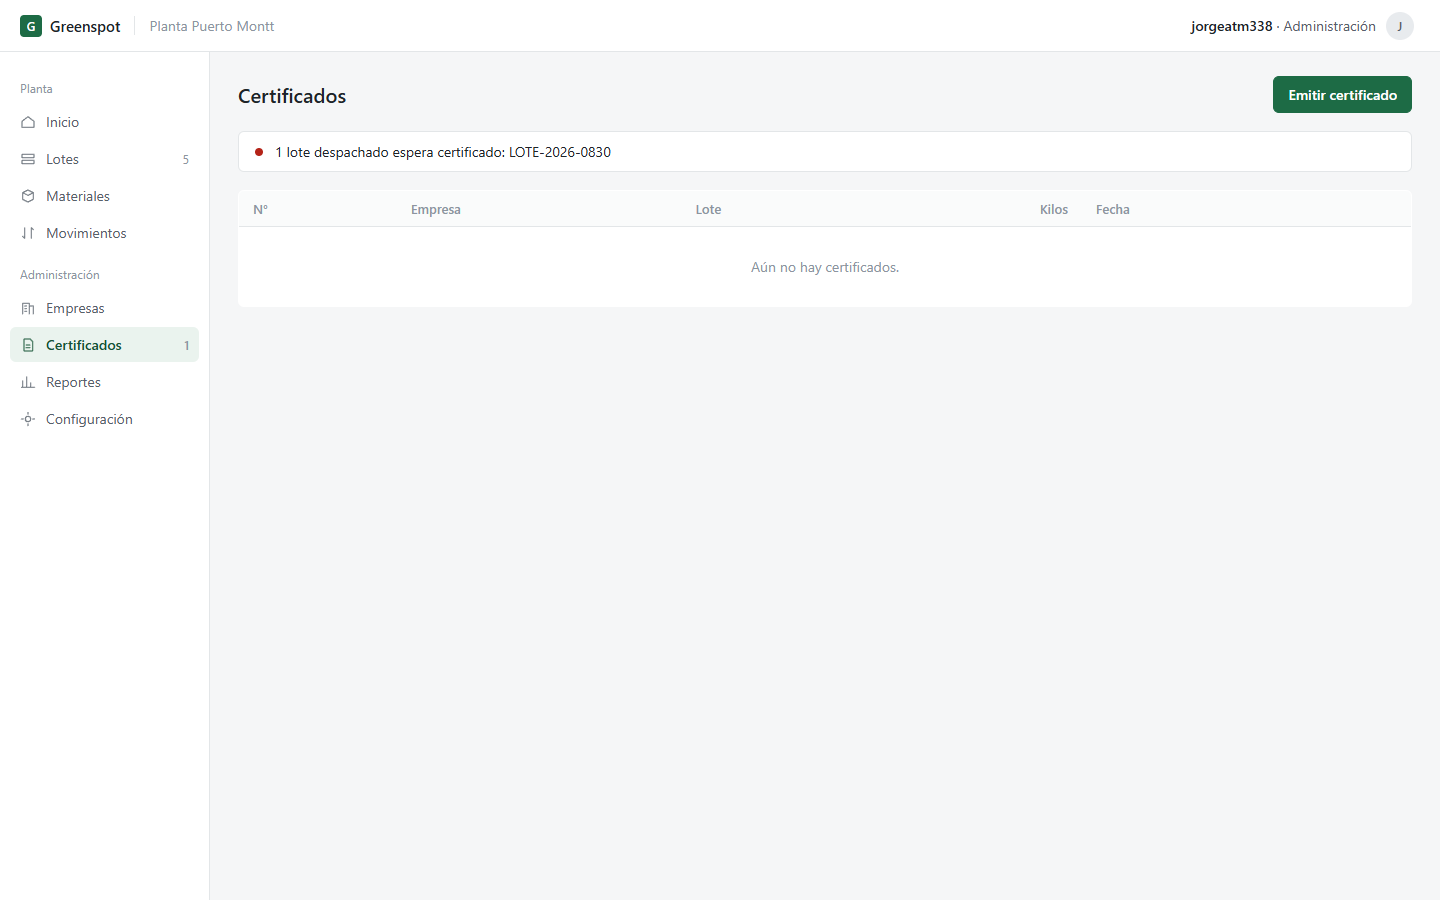 G Greenspot Planta Puerto Montt jorgeatm338 · Administración J
Planta
Inicio
Lotes 5
Materiales
Movimientos
Administración
Empresas
Certificados 1
Reportes
Configuración
Certificados Emitir certificado
1 lote despachado espera certificado: LOTE-2026-0830
N° Empresa Lote Kilos Fecha
Aún no hay certificados.